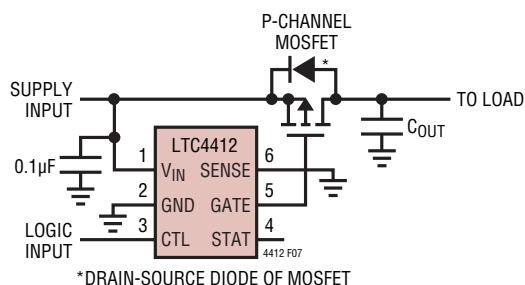 P-CHANNEL
MOSFET
*
SUPPLY
INPUT
TO LOAD
COUT
0.1µF
LTC4412
1
VIN
SENSE
6
2
GND
GATE
5
LOGIC
INPUT
3
CTL
STAT
4
4412 F07
*DRAIN-SOURCE DIODE OF MOSFET